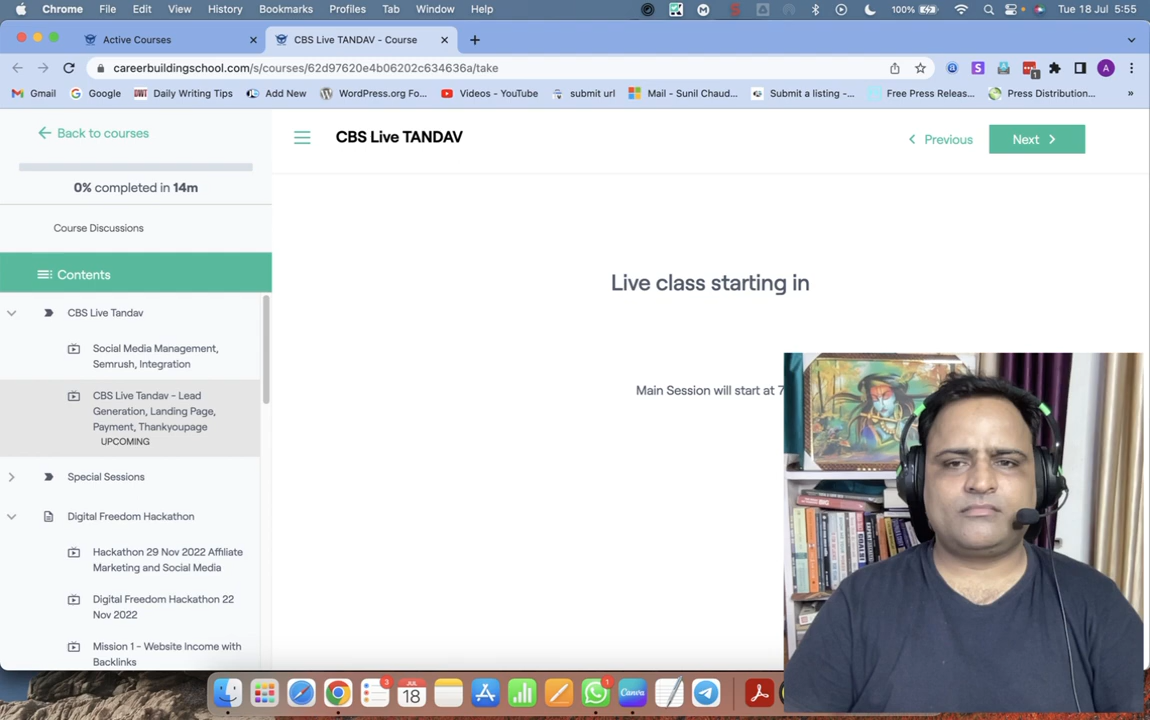 Chrome File Edit View History Bookmarks Profiles Tab Window Help 100% Tue 18 Jul 5:55
Active Courses
CBS Live TANDAV - Course
careerbuildingschool.com/s/courses/62d97620e4b06202c634636a/take
A
Gmail Google Daily Writing Tips Add New WordPress.org Fo... Videos - YouTube submit url Mail - Sunil Chaud... Submit a listing -... Free Press Releas... Press Distribution... »
Back to courses
0% completed in 14m
Course Discussions
Contents
CBS Live Tandav
Social Media Management,
Semrush, Integration
CBS Live Tandav - Lead
Generation, Landing Page,
Payment, Thankyoupage
UPCOMING
Special Sessions
Digital Freedom Hackathon
Hackathon 29 Nov 2022 Affiliate
Marketing and Social Media
Digital Freedom Hackathon 22
Nov 2022
Mission 1 - Website Income with
Backlinks
CBS Live TANDAV
Previous
Next
Live class starting in
Main Session will start at 7
3
JUL
18
1
Canva